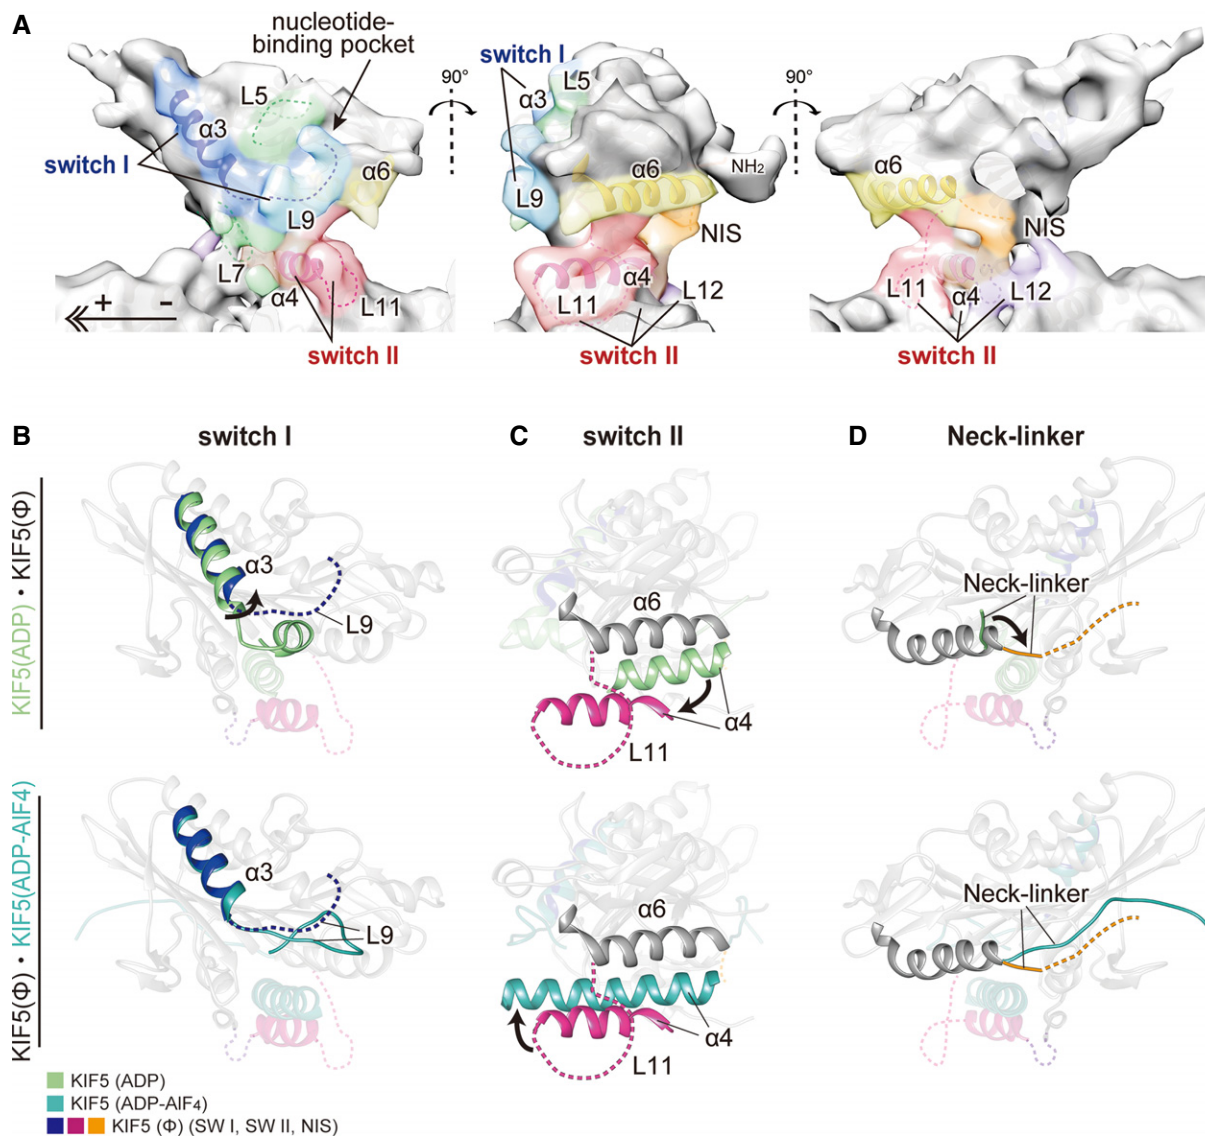 A
nucleotide-
binding pocket
switch I
L5
α3
α6
L9
L7
α4
L11
+ −
switch II
90°
switch I
L5
α3
α6
NH2
L9
NIS
α4
L11
L12
switch II
90°
α6
NIS
L11
α4
L12
switch II
B
switch I
C
switch II
D
Neck-linker
KIF5(ADP) • KIF5(Φ)
α3
L9
α6
α4
L11
Neck-linker
KIF5(Φ) • KIF5(ADP-AlF4)
α3
L9
α6
α4
L11
Neck-linker
KIF5 (ADP)
KIF5 (ADP-AlF4)
KIF5 (Φ) (SW I, SW II, NIS)